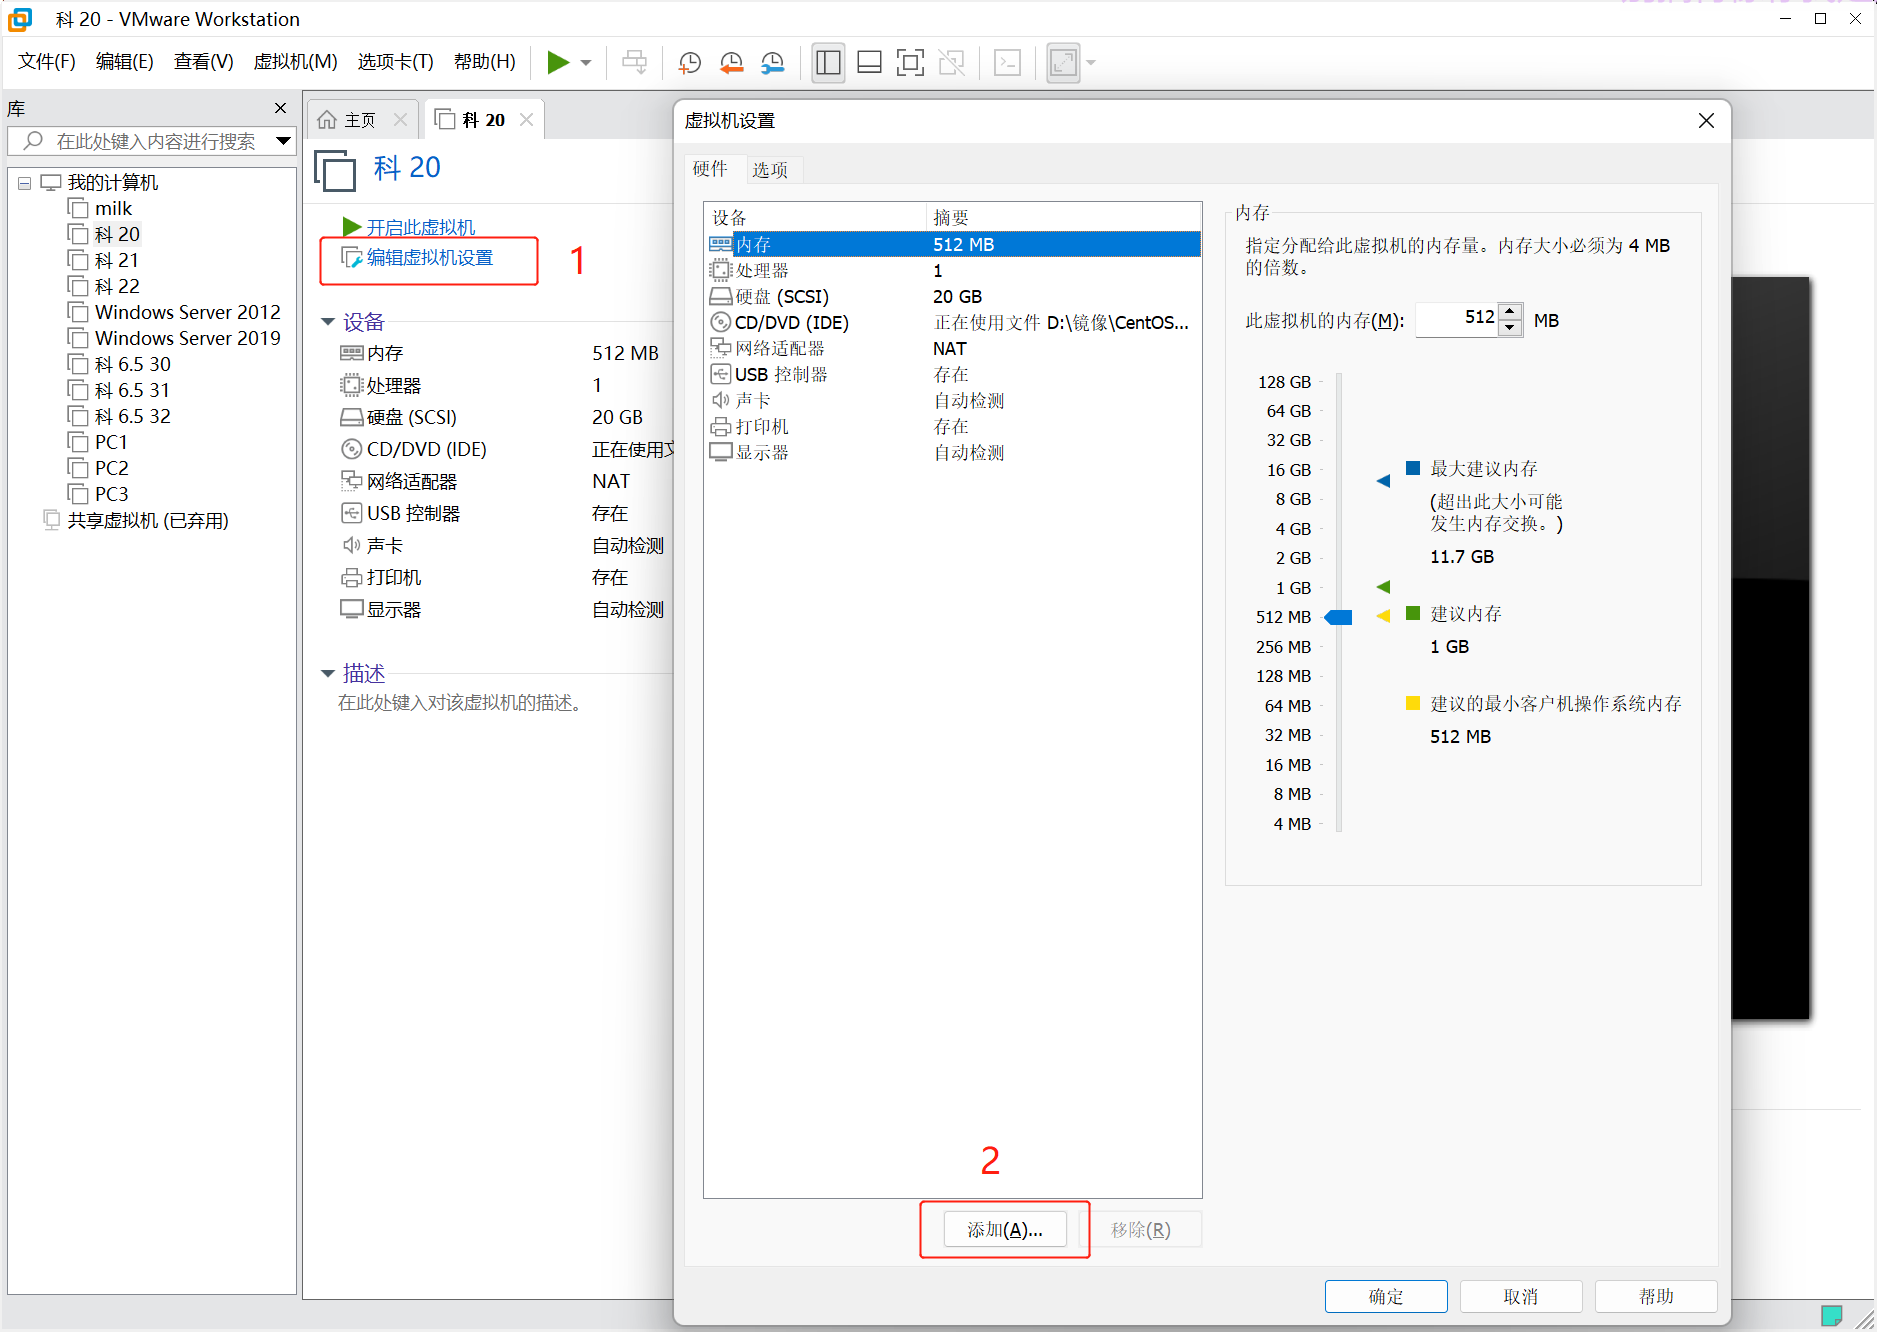 科 20 - VMware Workstation
文件(F) 编辑(E) 查看(V) 虚拟机(M) 选项卡(T) 帮助(H)
库
在此处键入内容进行搜索
我的计算机
milk
科 20
科 21
科 22
Windows Server 2012
Windows Server 2019
科 6.5 30
科 6.5 31
科 6.5 32
PC1
PC2
PC3
共享虚拟机 (已弃用)
主页
科 20
科 20
开启此虚拟机
编辑虚拟机设置
1
设备
内存 512 MB
处理器 1
硬盘 (SCSI) 20 GB
CD/DVD (IDE) 正在使用文
网络适配器 NAT
USB 控制器 存在
声卡 自动检测
打印机 存在
显示器 自动检测
描述
在此处键入对该虚拟机的描述。
虚拟机设置
硬件 选项
设备 摘要
内存 512 MB
处理器 1
硬盘 (SCSI) 20 GB
CD/DVD (IDE) 正在使用文件 D:\镜像\CentOS...
网络适配器 NAT
USB 控制器 存在
声卡 自动检测
打印机 存在
显示器 自动检测
2
添加(A)... 移除(R)
内存
指定分配给此虚拟机的内存量。内存大小必须为 4 MB
的倍数。
此虚拟机的内存(M): 512 MB
128 GB
64 GB
32 GB
16 GB
8 GB
4 GB
2 GB
1 GB
512 MB
256 MB
128 MB
64 MB
32 MB
16 MB
8 MB
4 MB
最大建议内存
(超出此大小可能
发生内存交换。)
11.7 GB
建议内存
1 GB
建议的最小客户机操作系统内存
512 MB
确定 取消 帮助